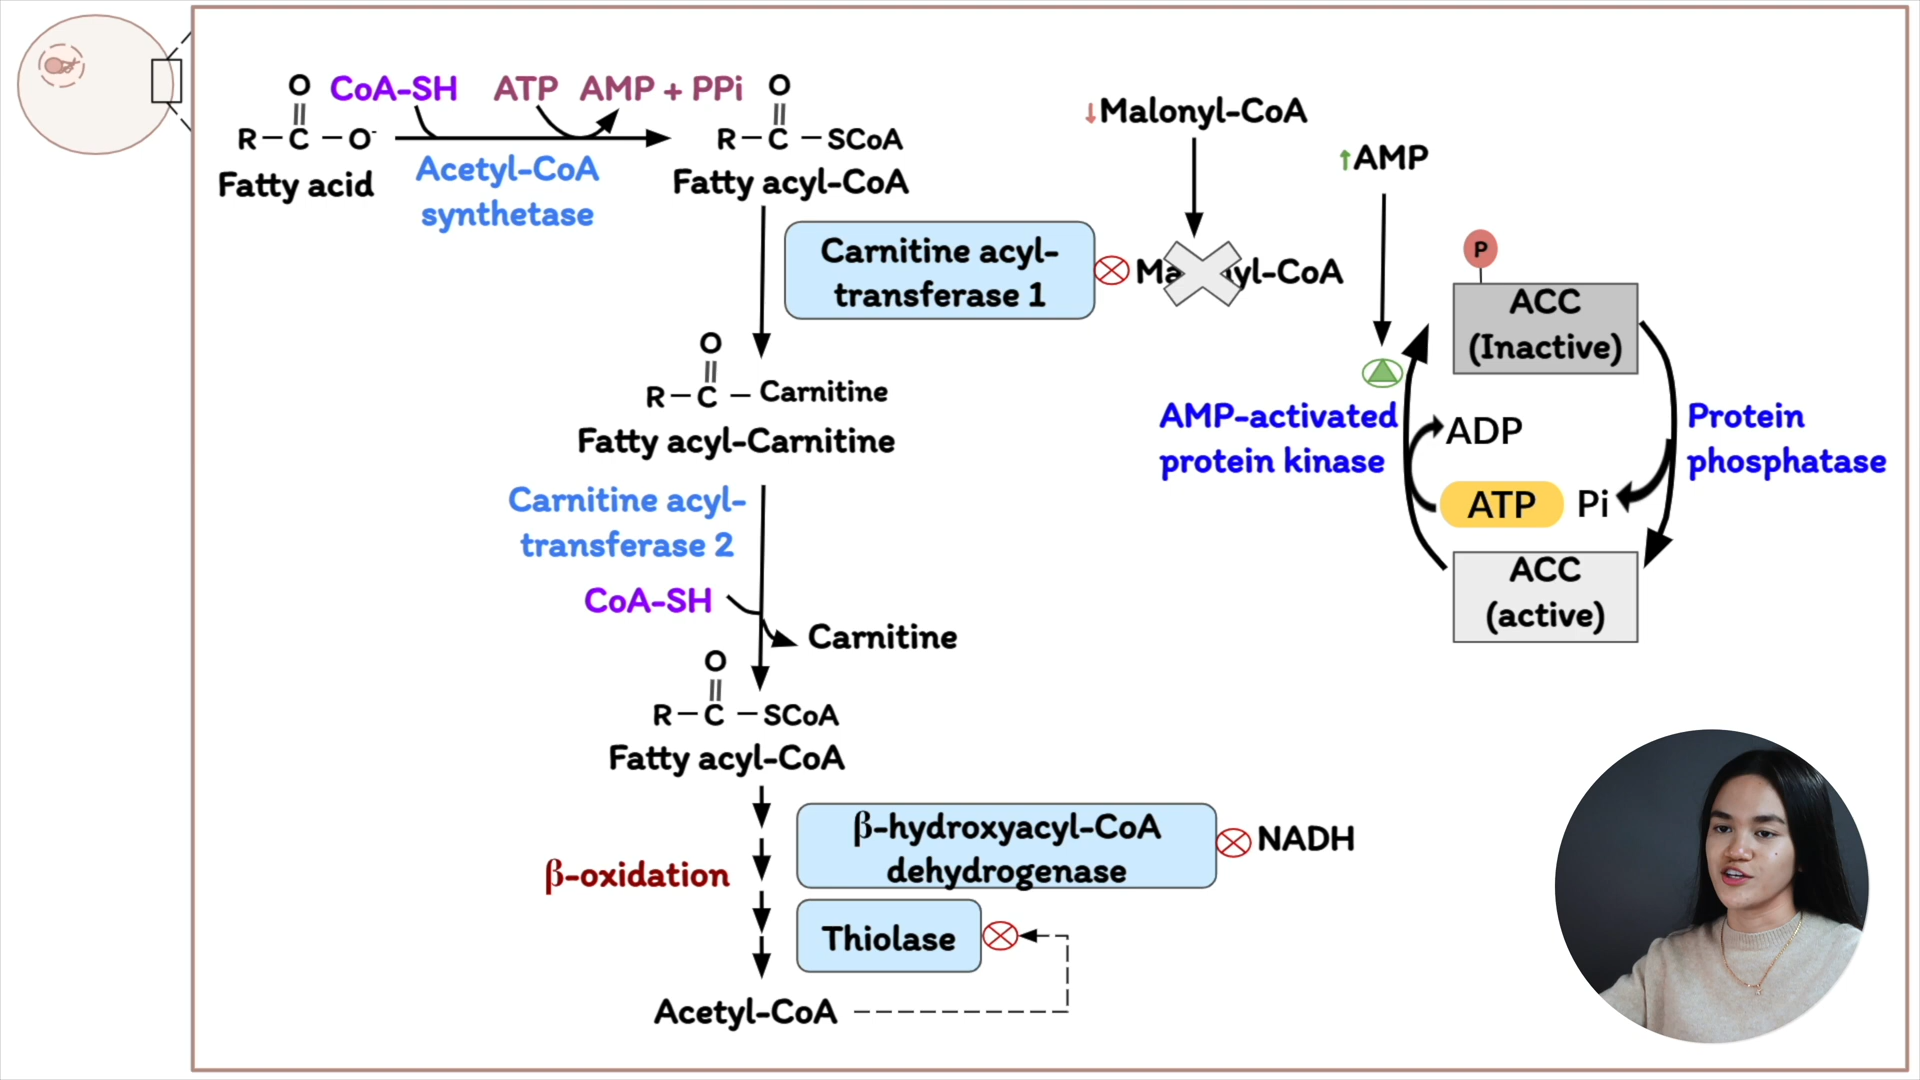 O
CoA-SH
ATP
AMP + PPi
R－C－O-
Acetyl-CoA
synthetase
Fatty acid
O
R－C－SCoA
Fatty acyl-CoA
↓Malonyl-CoA
↑AMP
Carnitine acyl-
transferase 1
yl-CoA
P
ACC
(Inactive)
O
R－C－Carnitine
Fatty acyl-Carnitine
AMP-activated
protein kinase
ADP
ATP
Pi
Protein
phosphatase
ACC
(active)
Carnitine acyl-
transferase 2
CoA-SH
Carnitine
O
R－C－SCoA
Fatty acyl-CoA
β-oxidation
β-hydroxyacyl-CoA
dehydrogenase
NADH
Thiolase
Acetyl-CoA